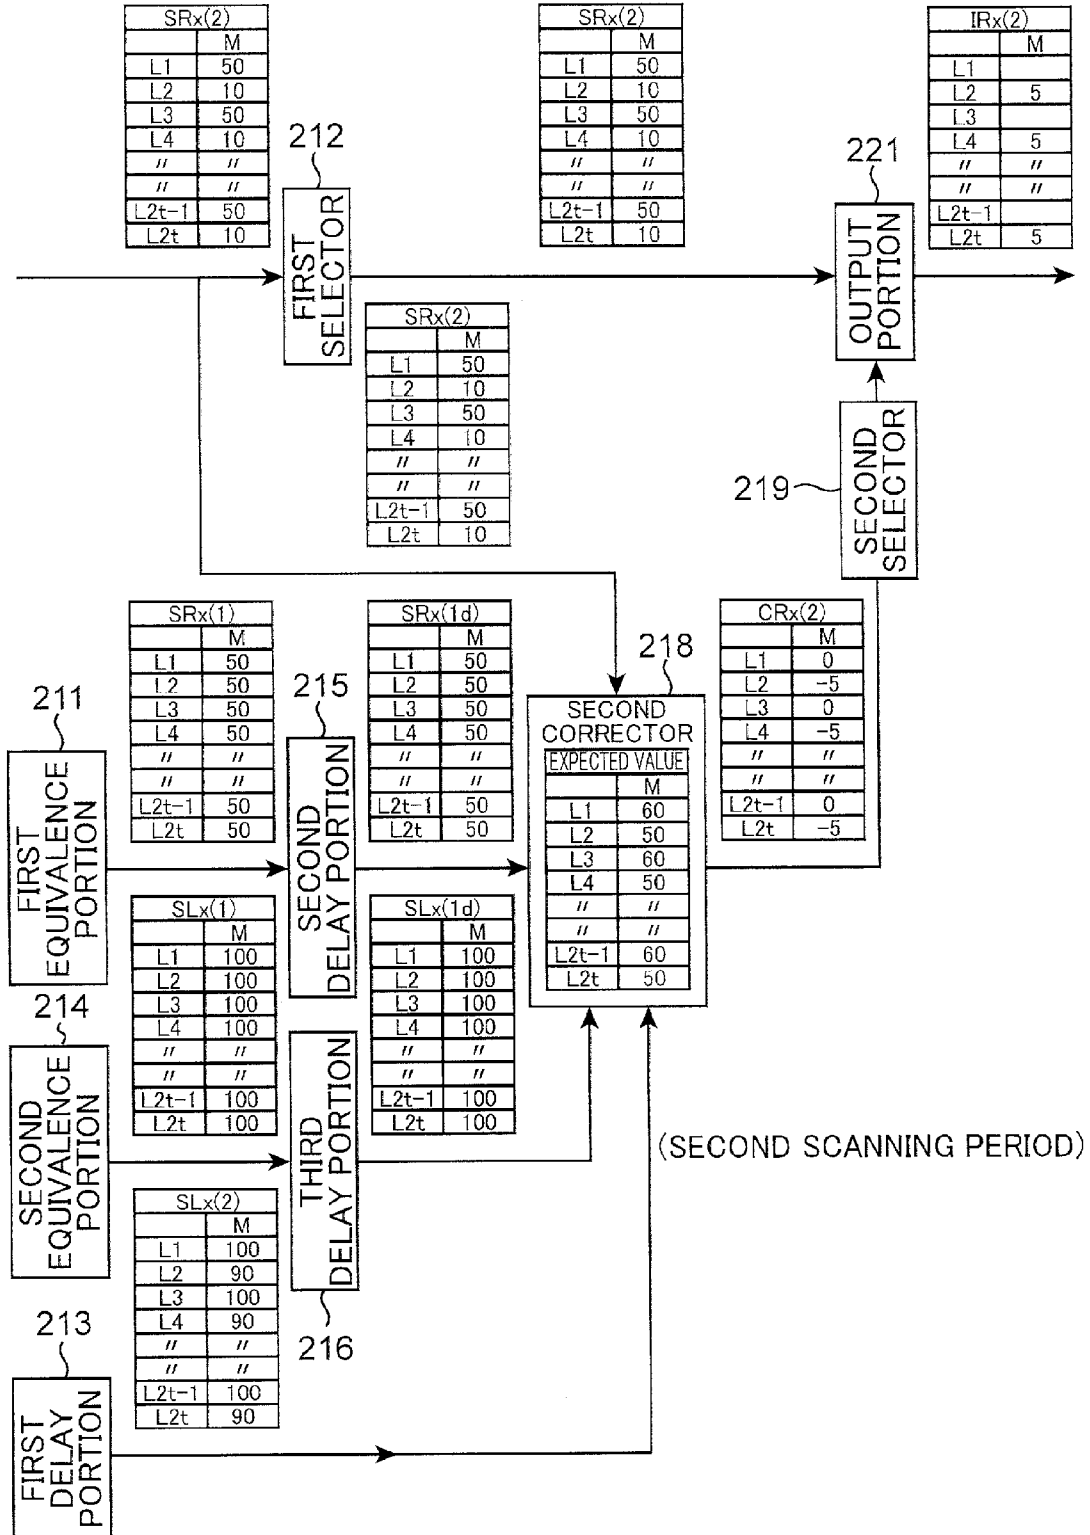 SRx(2)
M
L1 50
L2 10
L3 50
L4 10
〃 〃
〃 〃
L2t-1 50
L2t 10
SRx(2)
M
L1 50
L2 10
L3 50
L4 10
〃 〃
〃 〃
L2t-1 50
L2t 10
IRx(2)
M
L1
L2 5
L3
L4 5
〃 〃
〃 〃
L2t-1
L2t 5
212
FIRST
SELECTOR
221
OUTPUT
PORTION
SRx(2)
M
L1 50
L2 10
L3 50
L4 10
〃 〃
〃 〃
L2t-1 50
L2t 10
219
SECOND
SELECTOR
SRx(1)
M
L1 50
L2 50
L3 50
L4 50
〃 〃
〃 〃
L2t-1 50
L2t 50
SRx(1d)
M
L1 50
L2 50
L3 50
L4 50
〃 〃
〃 〃
L2t-1 50
L2t 50
CRx(2)
M
L1 0
L2 -5
L3 0
L4 -5
〃 〃
〃 〃
L2t-1 0
L2t -5
211
FIRST
EQUIVALENCE
PORTION
215
SECOND
DELAY PORTION
218
SECOND
CORRECTOR
EXPECTED VALUE
M
L1 60
L2 50
L3 60
L4 50
〃 〃
〃 〃
L2t-1 60
L2t 50
SLx(1)
M
L1 100
L2 100
L3 100
L4 100
〃 〃
〃 〃
L2t-1 100
L2t 100
SLx(1d)
M
L1 100
L2 100
L3 100
L4 100
〃 〃
〃 〃
L2t-1 100
L2t 100
214
SECOND
EQUIVALENCE
PORTION
THIRD
DELAY PORTION
216
(SECOND SCANNING PERIOD)
SLx(2)
M
L1 100
L2 90
L3 100
L4 90
〃 〃
〃 〃
L2t-1 100
L2t 90
213
FIRST
DELAY
PORTION